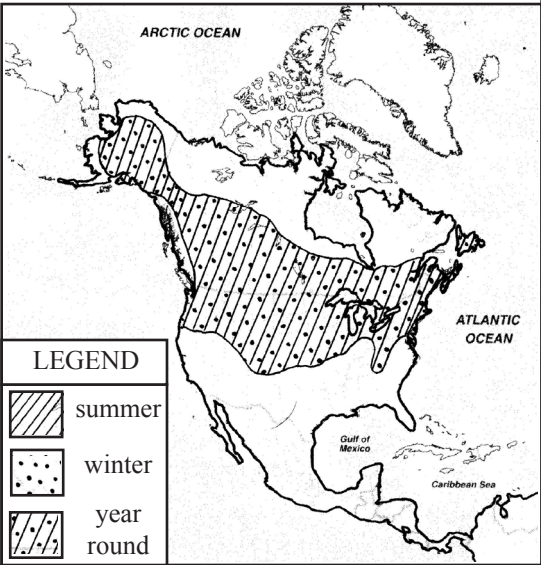 ARCTIC OCEAN
ATLANTIC
OCEAN
Gulf of
Mexico
Caribbean Sea
LEGEND
summer
winter
year
round